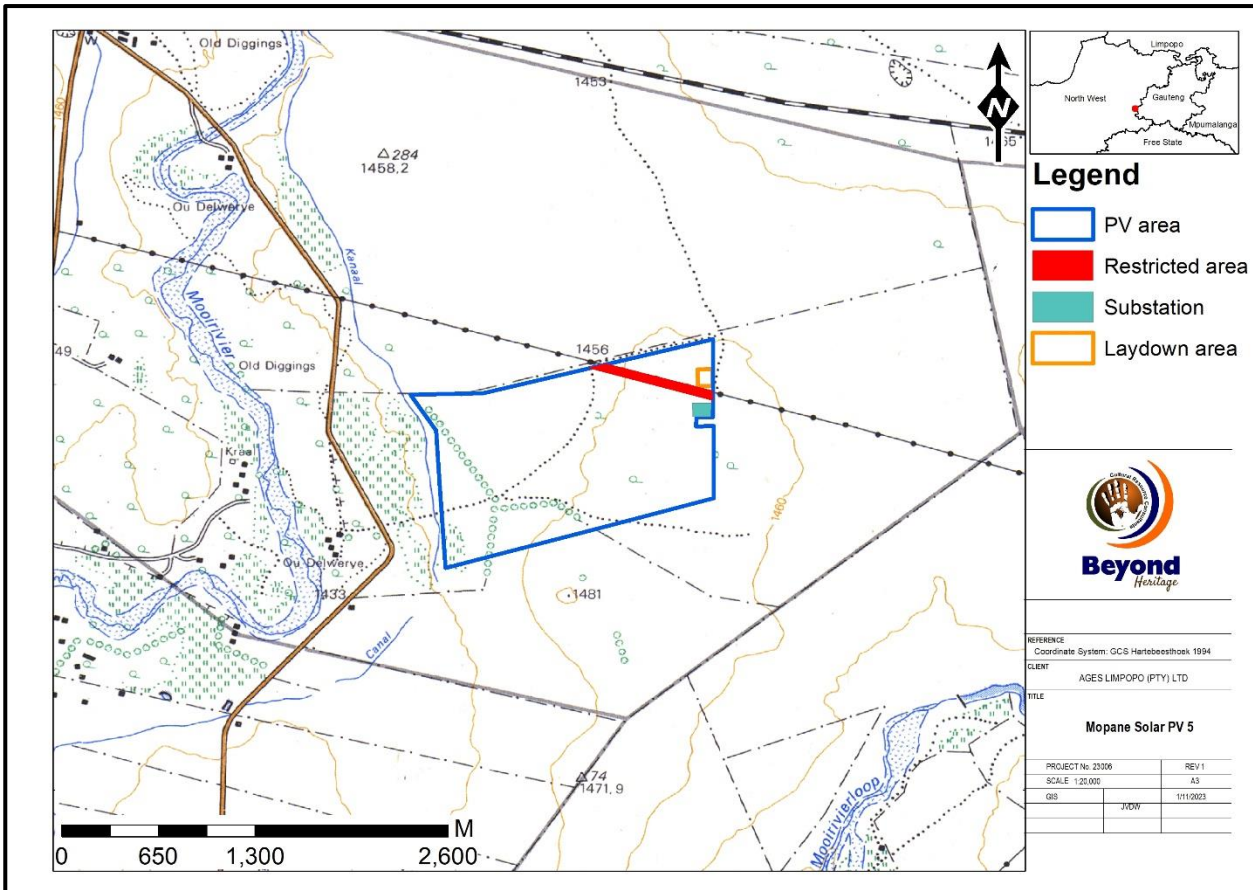 W
Old Diggings
1460
1453
284
1458,2
1465
N
Ou Delwerye
Kanaal
Mooirivier
49
Old Diggings
1456
Kraal
1460
Ou Delwerye
1433
1481
Canal
74
1471,9
Mooirivierloop
M
0 650 1,300 2,600
Limpopo
North West
Gauteng
Mpumalanga
Free State
Legend
PV area
Restricted area
Substation
Laydown area
Beyond
Heritage
REFERENCE
Coordinate System: GCS Hartebeesthoek 1994
CLIENT
AGES LIMPOPO (PTY) LTD
TITLE
Mopane Solar PV 5
PROJECT No. 23006 REV 1
SCALE 1:20,000 A3
GIS JVDW 1/11/2023